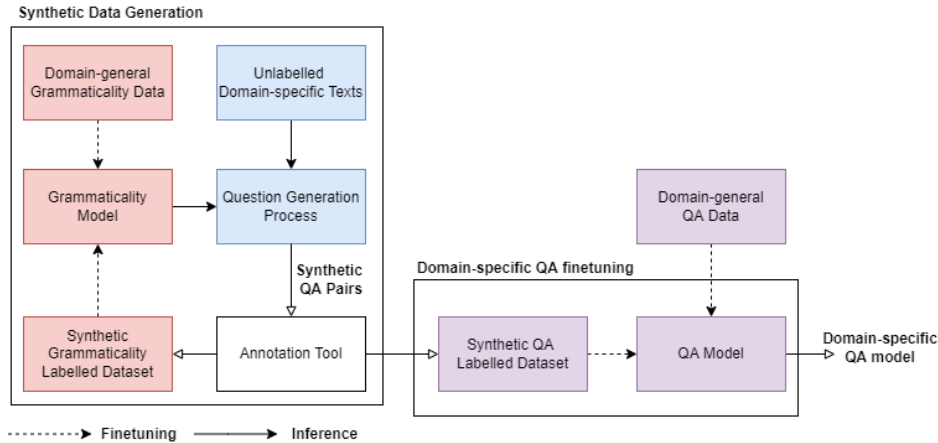 Synthetic Data Generation
Domain-general
Grammaticality Data
Unlabelled
Domain-specific Texts
Grammaticality
Model
Question Generation
Process
Domain-general
QA Data
Synthetic
QA Pairs
Domain-specific QA finetuning
Synthetic
Grammaticality
Labelled Dataset
Annotation Tool
Synthetic QA
Labelled Dataset
QA Model
Domain-specific
QA model
Finetuning
Inference